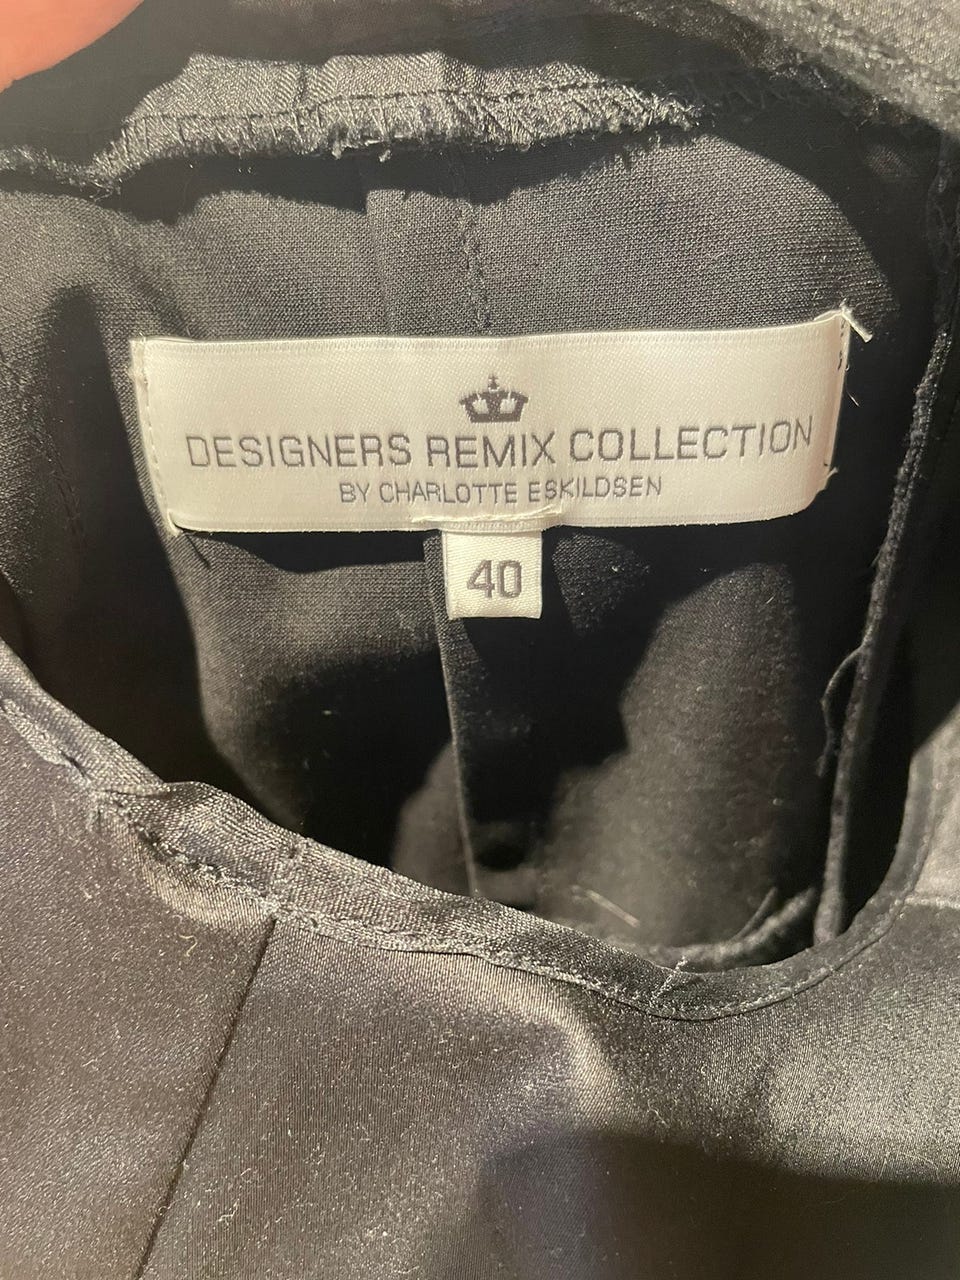 DESIGNERS REMIX COLLECTION
BY CHARLOTTE ESKILDSEN
40